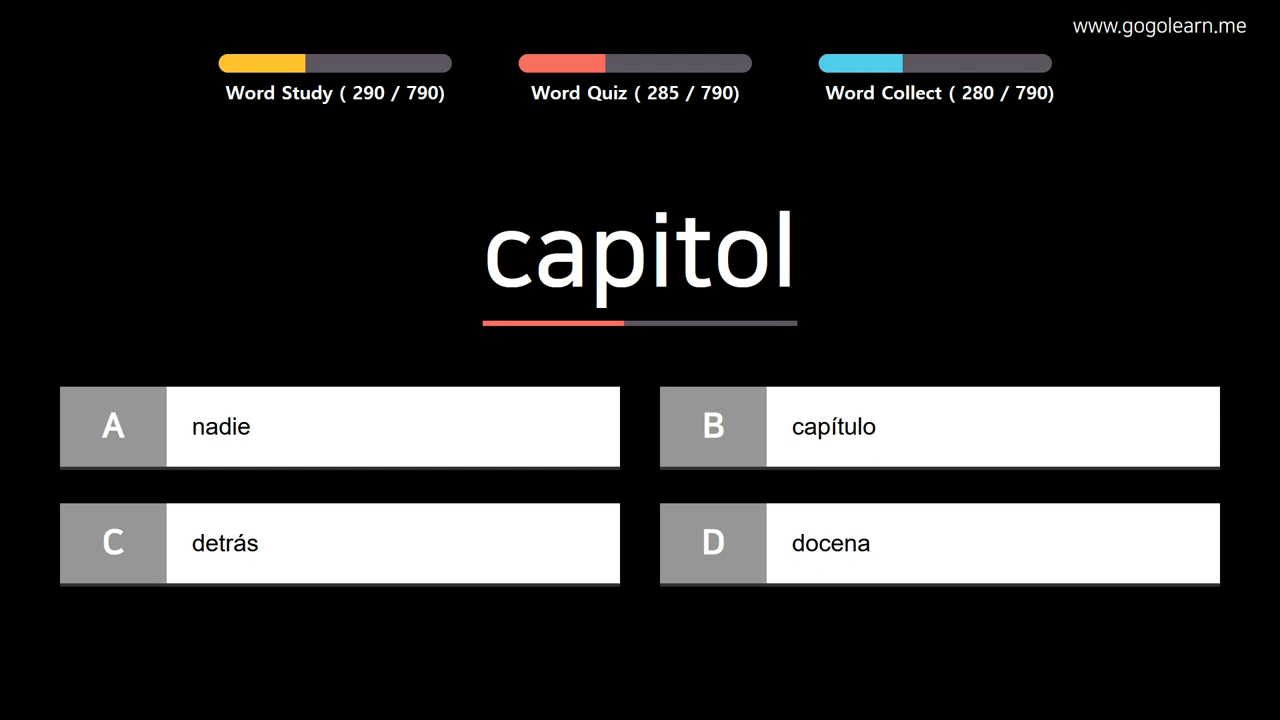 www.gogolearn.me
Word Study ( 290 / 790)
Word Quiz ( 285 / 790)
Word Collect ( 280 / 790)
capitol
A nadie
B capítulo
C detrás
D docena